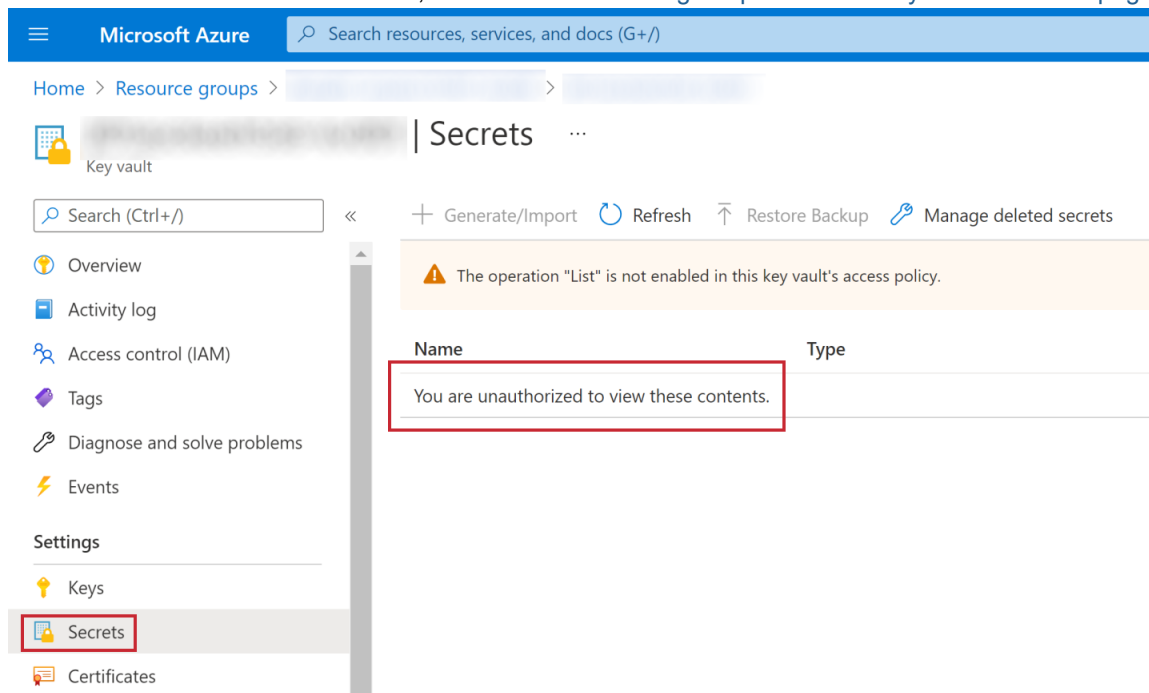 Microsoft Azure
Search resources, services, and docs (G+/)
Home > Resource groups > >
| Secrets ...
Key vault
Search (Ctrl+/)
«
+ Generate/Import
Refresh
Restore Backup
Manage deleted secrets
Overview
The operation "List" is not enabled in this key vault's access policy.
Activity log
Access control (IAM)
Name
Type
Tags
You are unauthorized to view these contents.
Diagnose and solve problems
Events
Settings
Keys
Secrets
Certificates